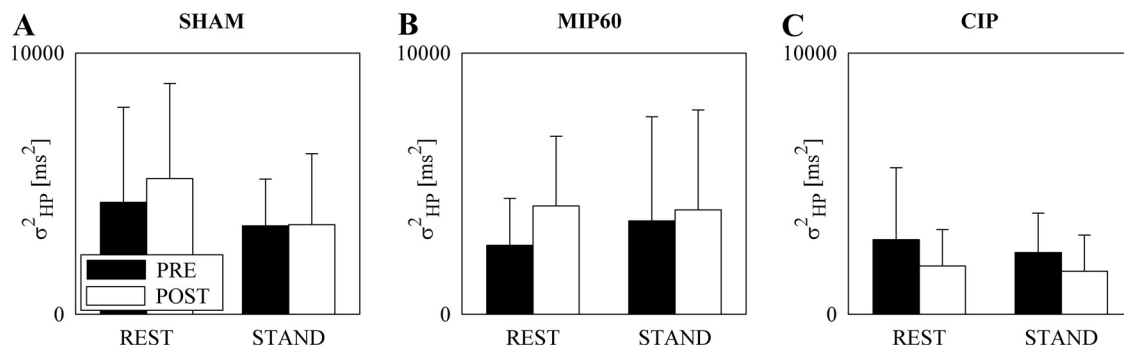 A SHAM
10000
σ²HP [ms²]
PRE
POST
0
REST STAND
B MIP60
10000
σ²HP [ms²]
0
REST STAND
C CIP
10000
σ²HP [ms²]
0
REST STAND